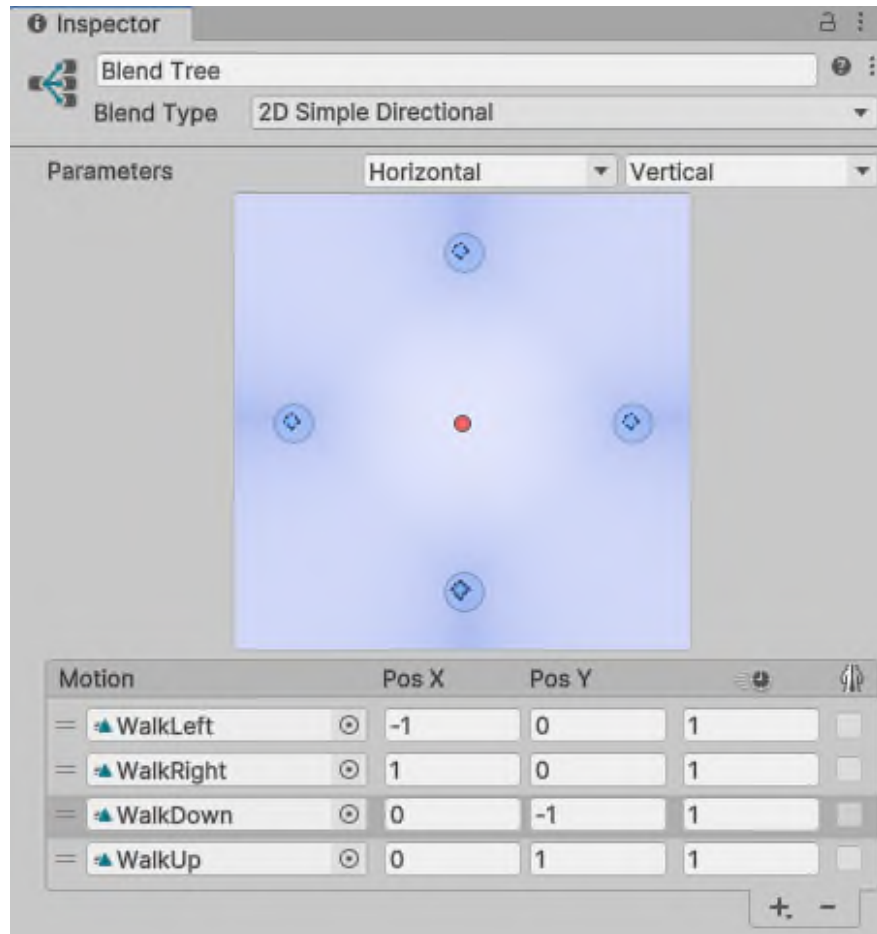 Inspector
Blend Tree
Blend Type 2D Simple Directional
Parameters Horizontal Vertical
Motion Pos X Pos Y
WalkLeft -1 0 1
WalkRight 1 0 1
WalkDown 0 -1 1
WalkUp 0 1 1